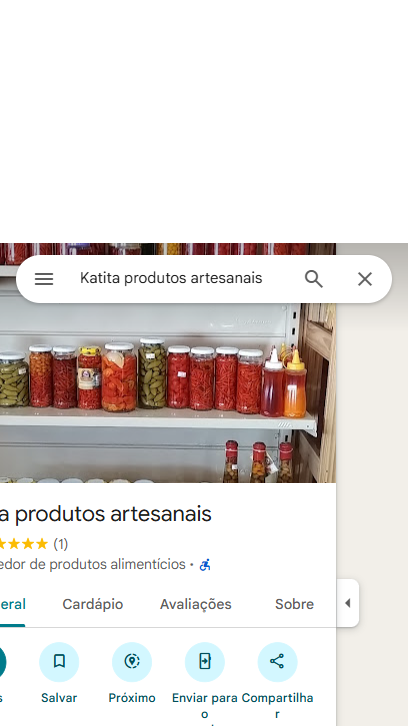 Katita produtos artesanais
a produtos artesanais
(1)
edor de produtos alimentícios ·
eral Cardápio Avaliações Sobre
s Salvar Próximo Enviar para o Compartilhar